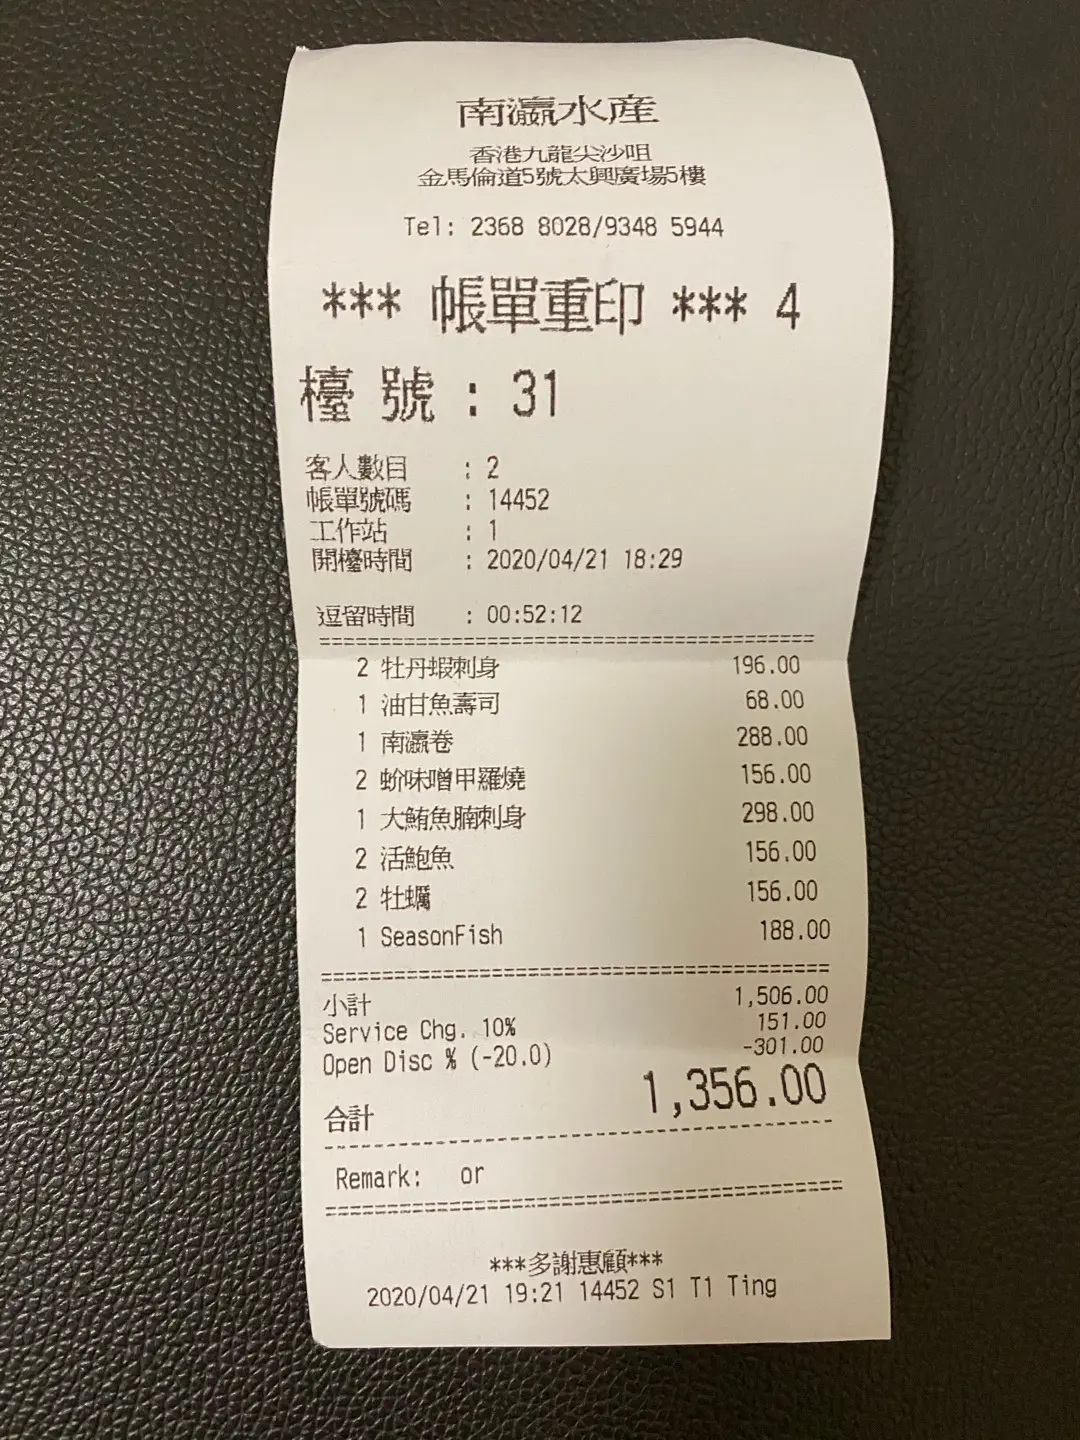 南瀛水産
香港九龍尖沙咀
金馬倫道5號太興廣場5樓
Tel: 2368 8028/9348 5944
*** 帳單重印 *** 4
檯 號 : 31
客人數目 : 2
帳單號碼 : 14452
工作站 : 1
開檯時間 : 2020/04/21 18:29
逗留時間 : 00:52:12
========================================
2 牡丹蝦刺身 196.00
1 油甘魚壽司 68.00
1 南瀛卷 288.00
2 蚧味噌甲羅燒 156.00
1 大鮪魚腩刺身 298.00
2 活鮑魚 156.00
2 牡蠣 156.00
1 SeasonFish 188.00
========================================
小計 1,506.00
Service Chg. 10% 151.00
Open Disc % (-20.0) -301.00
合計 1,356.00
----------------------------------------
Remark: or
========================================
***多謝惠顧***
2020/04/21 19:21 14452 S1 T1 Ting